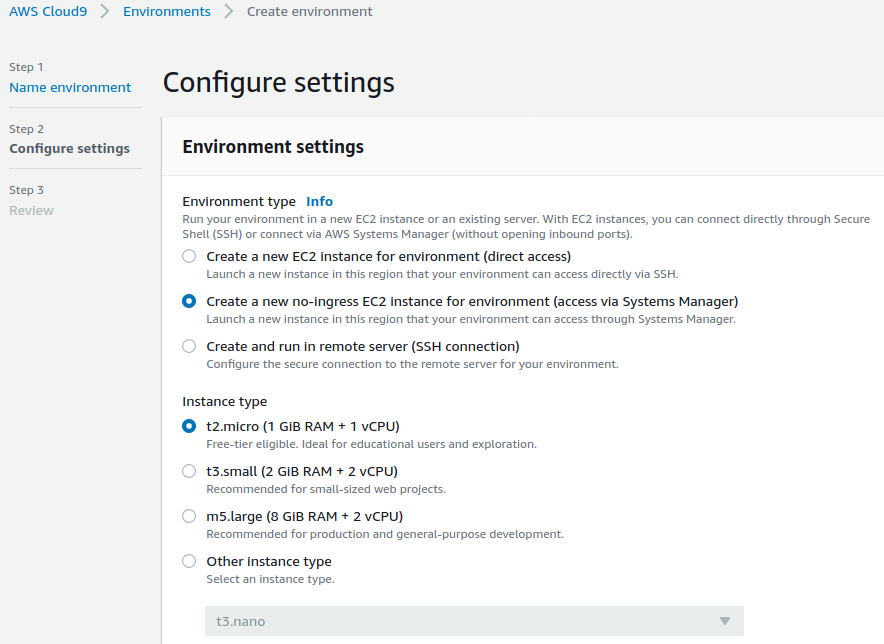 AWS Cloud9 > Environments > Create environment
Step 1
Name environment
Step 2
Configure settings
Step 3
Review
Configure settings
Environment settings
Environment type Info
Run your environment in a new EC2 instance or an existing server. With EC2 instances, you can connect directly through Secure
Shell (SSH) or connect via AWS Systems Manager (without opening inbound ports).
Create a new EC2 instance for environment (direct access)
Launch a new instance in this region that your environment can access directly via SSH.
Create a new no-ingress EC2 instance for environment (access via Systems Manager)
Launch a new instance in this region that your environment can access through Systems Manager.
Create and run in remote server (SSH connection)
Configure the secure connection to the remote server for your environment.
Instance type
t2.micro (1 GiB RAM + 1 vCPU)
Free-tier eligible. Ideal for educational users and exploration.
t3.small (2 GiB RAM + 2 vCPU)
Recommended for small-sized web projects.
m5.large (8 GiB RAM + 2 vCPU)
Recommended for production and general-purpose development.
Other instance type
Select an instance type.
t3.nano